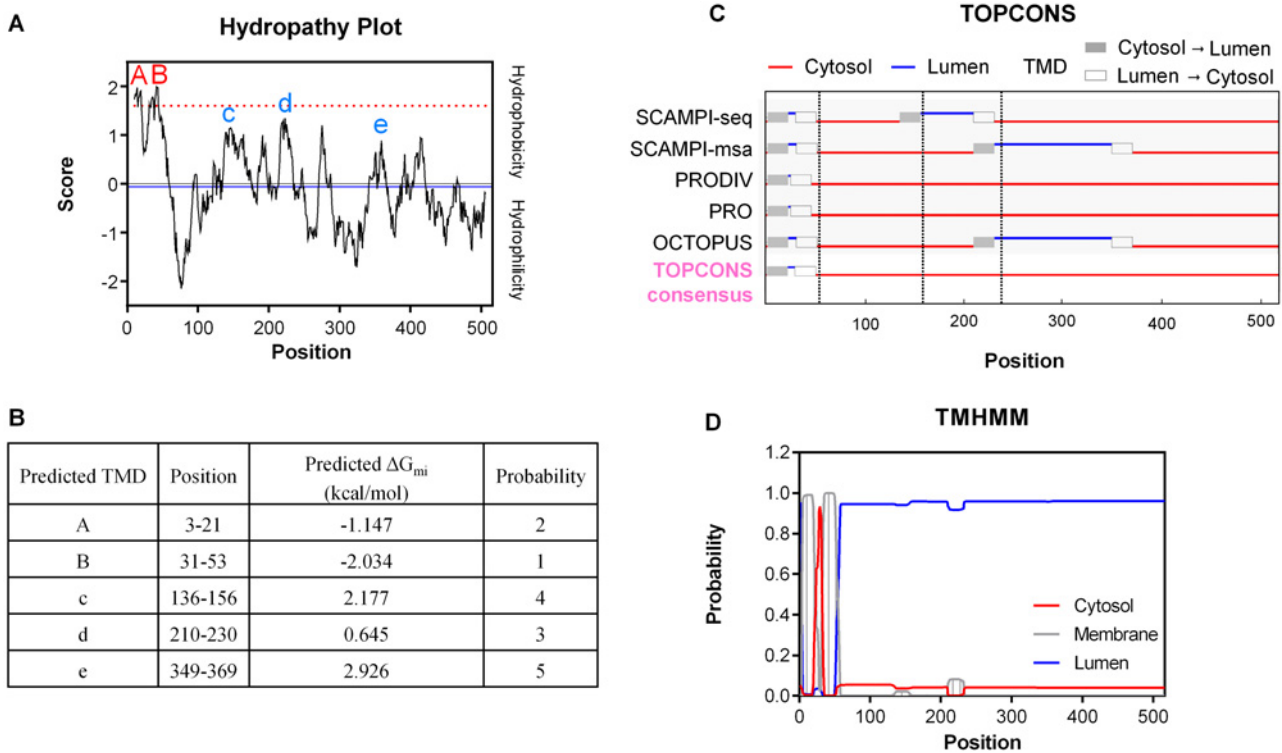 A
Hydropathy Plot
A B
c
d
e
2
1
0
-1
-2
Score
0 100 200 300 400 500
Position
Hydrophobicity
Hydrophilicity
B
Predicted TMD Position Predicted ΔGmi (kcal/mol) Probability
A 3-21 -1.147 2
B 31-53 -2.034 1
c 136-156 2.177 4
d 210-230 0.645 3
e 349-369 2.926 5
C
TOPCONS
Cytosol Lumen TMD
Cytosol → Lumen
Lumen → Cytosol
SCAMPI-seq
SCAMPI-msa
PRODIV
PRO
OCTOPUS
TOPCONS
consensus
100 200 300 400 500
Position
D
TMHMM
1.2
1.0
0.8
0.6
0.4
0.2
0.0
Probability
Cytosol
Membrane
Lumen
0 100 200 300 400 500
Position